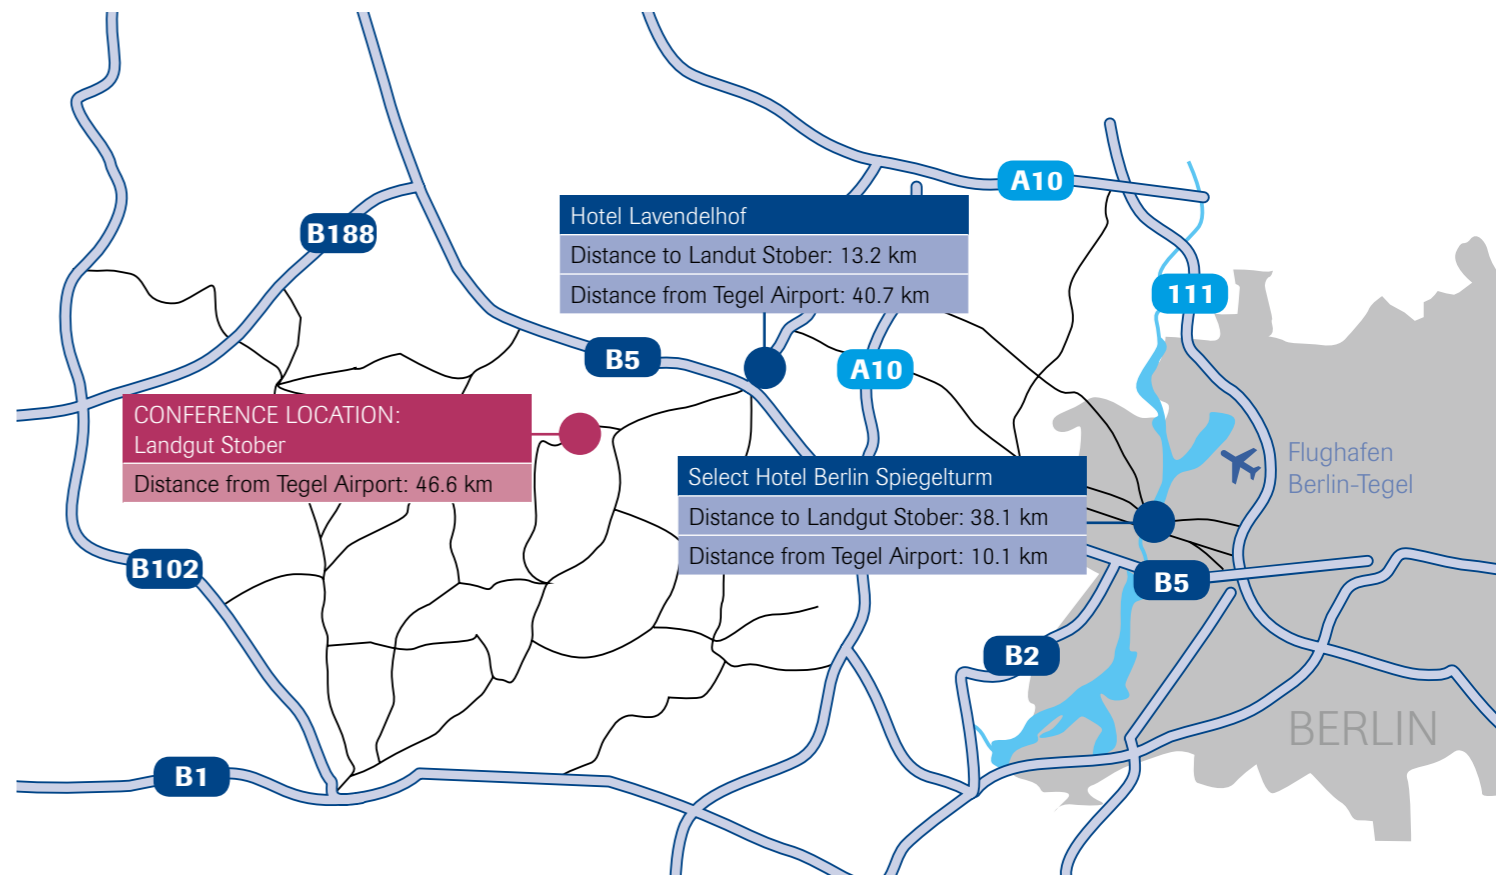 A10
Hotel Lavendelhof
B188
Distance to Landut Stober: 13.2 km
Distance from Tegel Airport: 40.7 km
111
B5
A10
CONFERENCE LOCATION:
Landgut Stober
Distance from Tegel Airport: 46.6 km
Flughafen
Berlin-Tegel
Select Hotel Berlin Spiegelturm
Distance to Landgut Stober: 38.1 km
Distance from Tegel Airport: 10.1 km
B102
B5
B2
BERLIN
B1